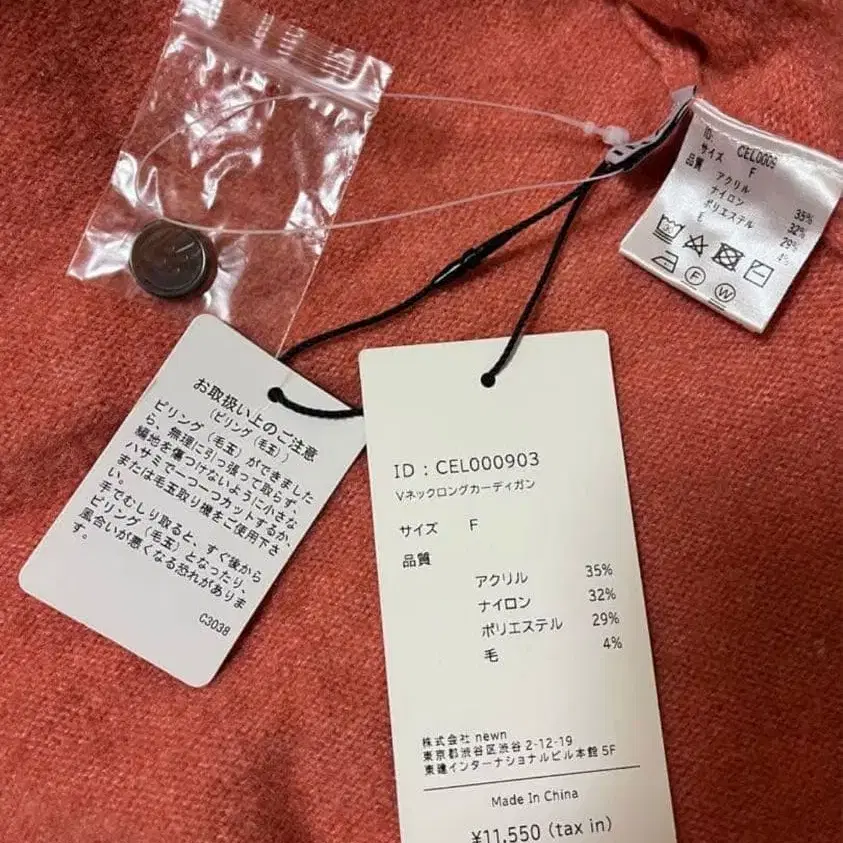 お取扱い上のご注意
(ピリング（毛玉）)
ピリング（毛玉）ができました
ら、無理に引っ張って取らず、
編地を傷つけないように小さな
ハサミで一つ一つカットするか、
または毛玉取り機をご使用下さ
い。
手でむしり取ると、すぐ後から
ピリング（毛玉）となったり、
風合いが悪くなる恐れがありま
す。
C3038
ID : CEL000903
Vネックロングカーディガン
サイズ F
品質
アクリル 35%
ナイロン 32%
ポリエステル 29%
毛 4%
株式会社 newn
東京都渋谷区渋谷 2-12-19
東建インターナショナルビル本館 5F
Made In China
¥11,550 (tax in)
ID: CEL0009
サイズ F
品質
アクリル 35%
ナイロン 32%
ポリエステル 29%
毛 4%
F
W